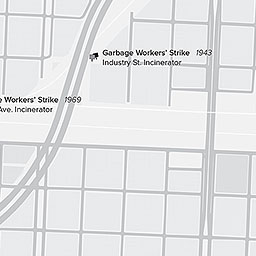 Garbage Workers' Strike 1943
Industry St. Incinerator
e Workers' Strike 1969
Ave. Incinerator